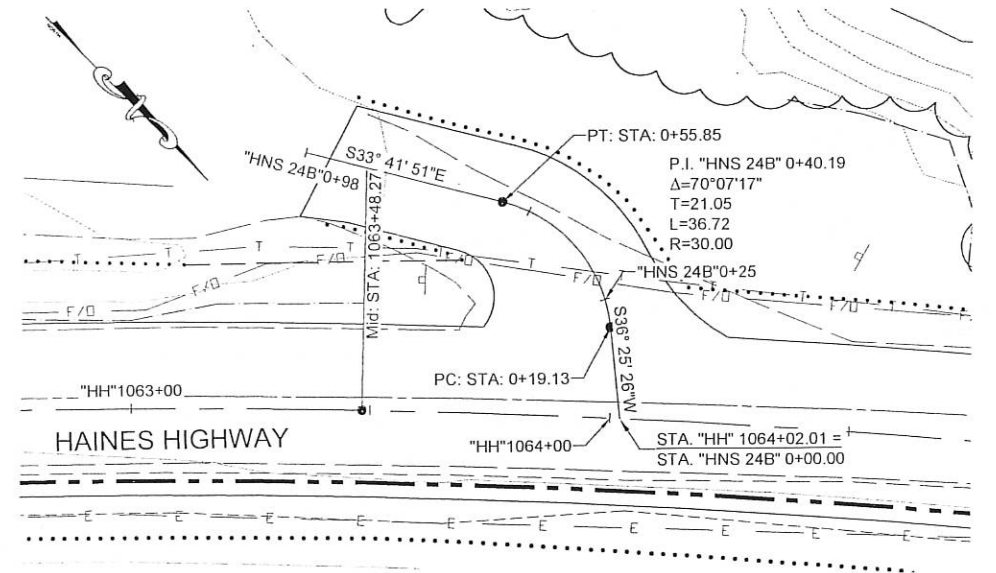 PT: STA: 0+55.85
P.I. "HNS 24B" 0+40.19
Δ=70°07'17"
T=21.05
L=36.72
R=30.00
S33° 41' 51"E
"HNS 24B"0+98
Mid: STA: 1063+48.27
T
T
T
T
T
T
T
F/O
F/O
F/O
F/O
F/O
F/O
F/O
"HNS 24B"0+25
S36° 25' 26"W
PC: STA: 0+19.13
"HH"1063+00
HAINES HIGHWAY
"HH"1064+00
STA. "HH" 1064+02.01 =
STA. "HNS 24B" 0+00.00
E E E E E E E E E E